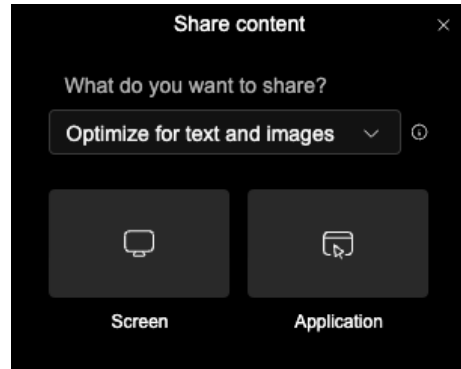 Share content
What do you want to share?
Optimize for text and images
Screen
Application